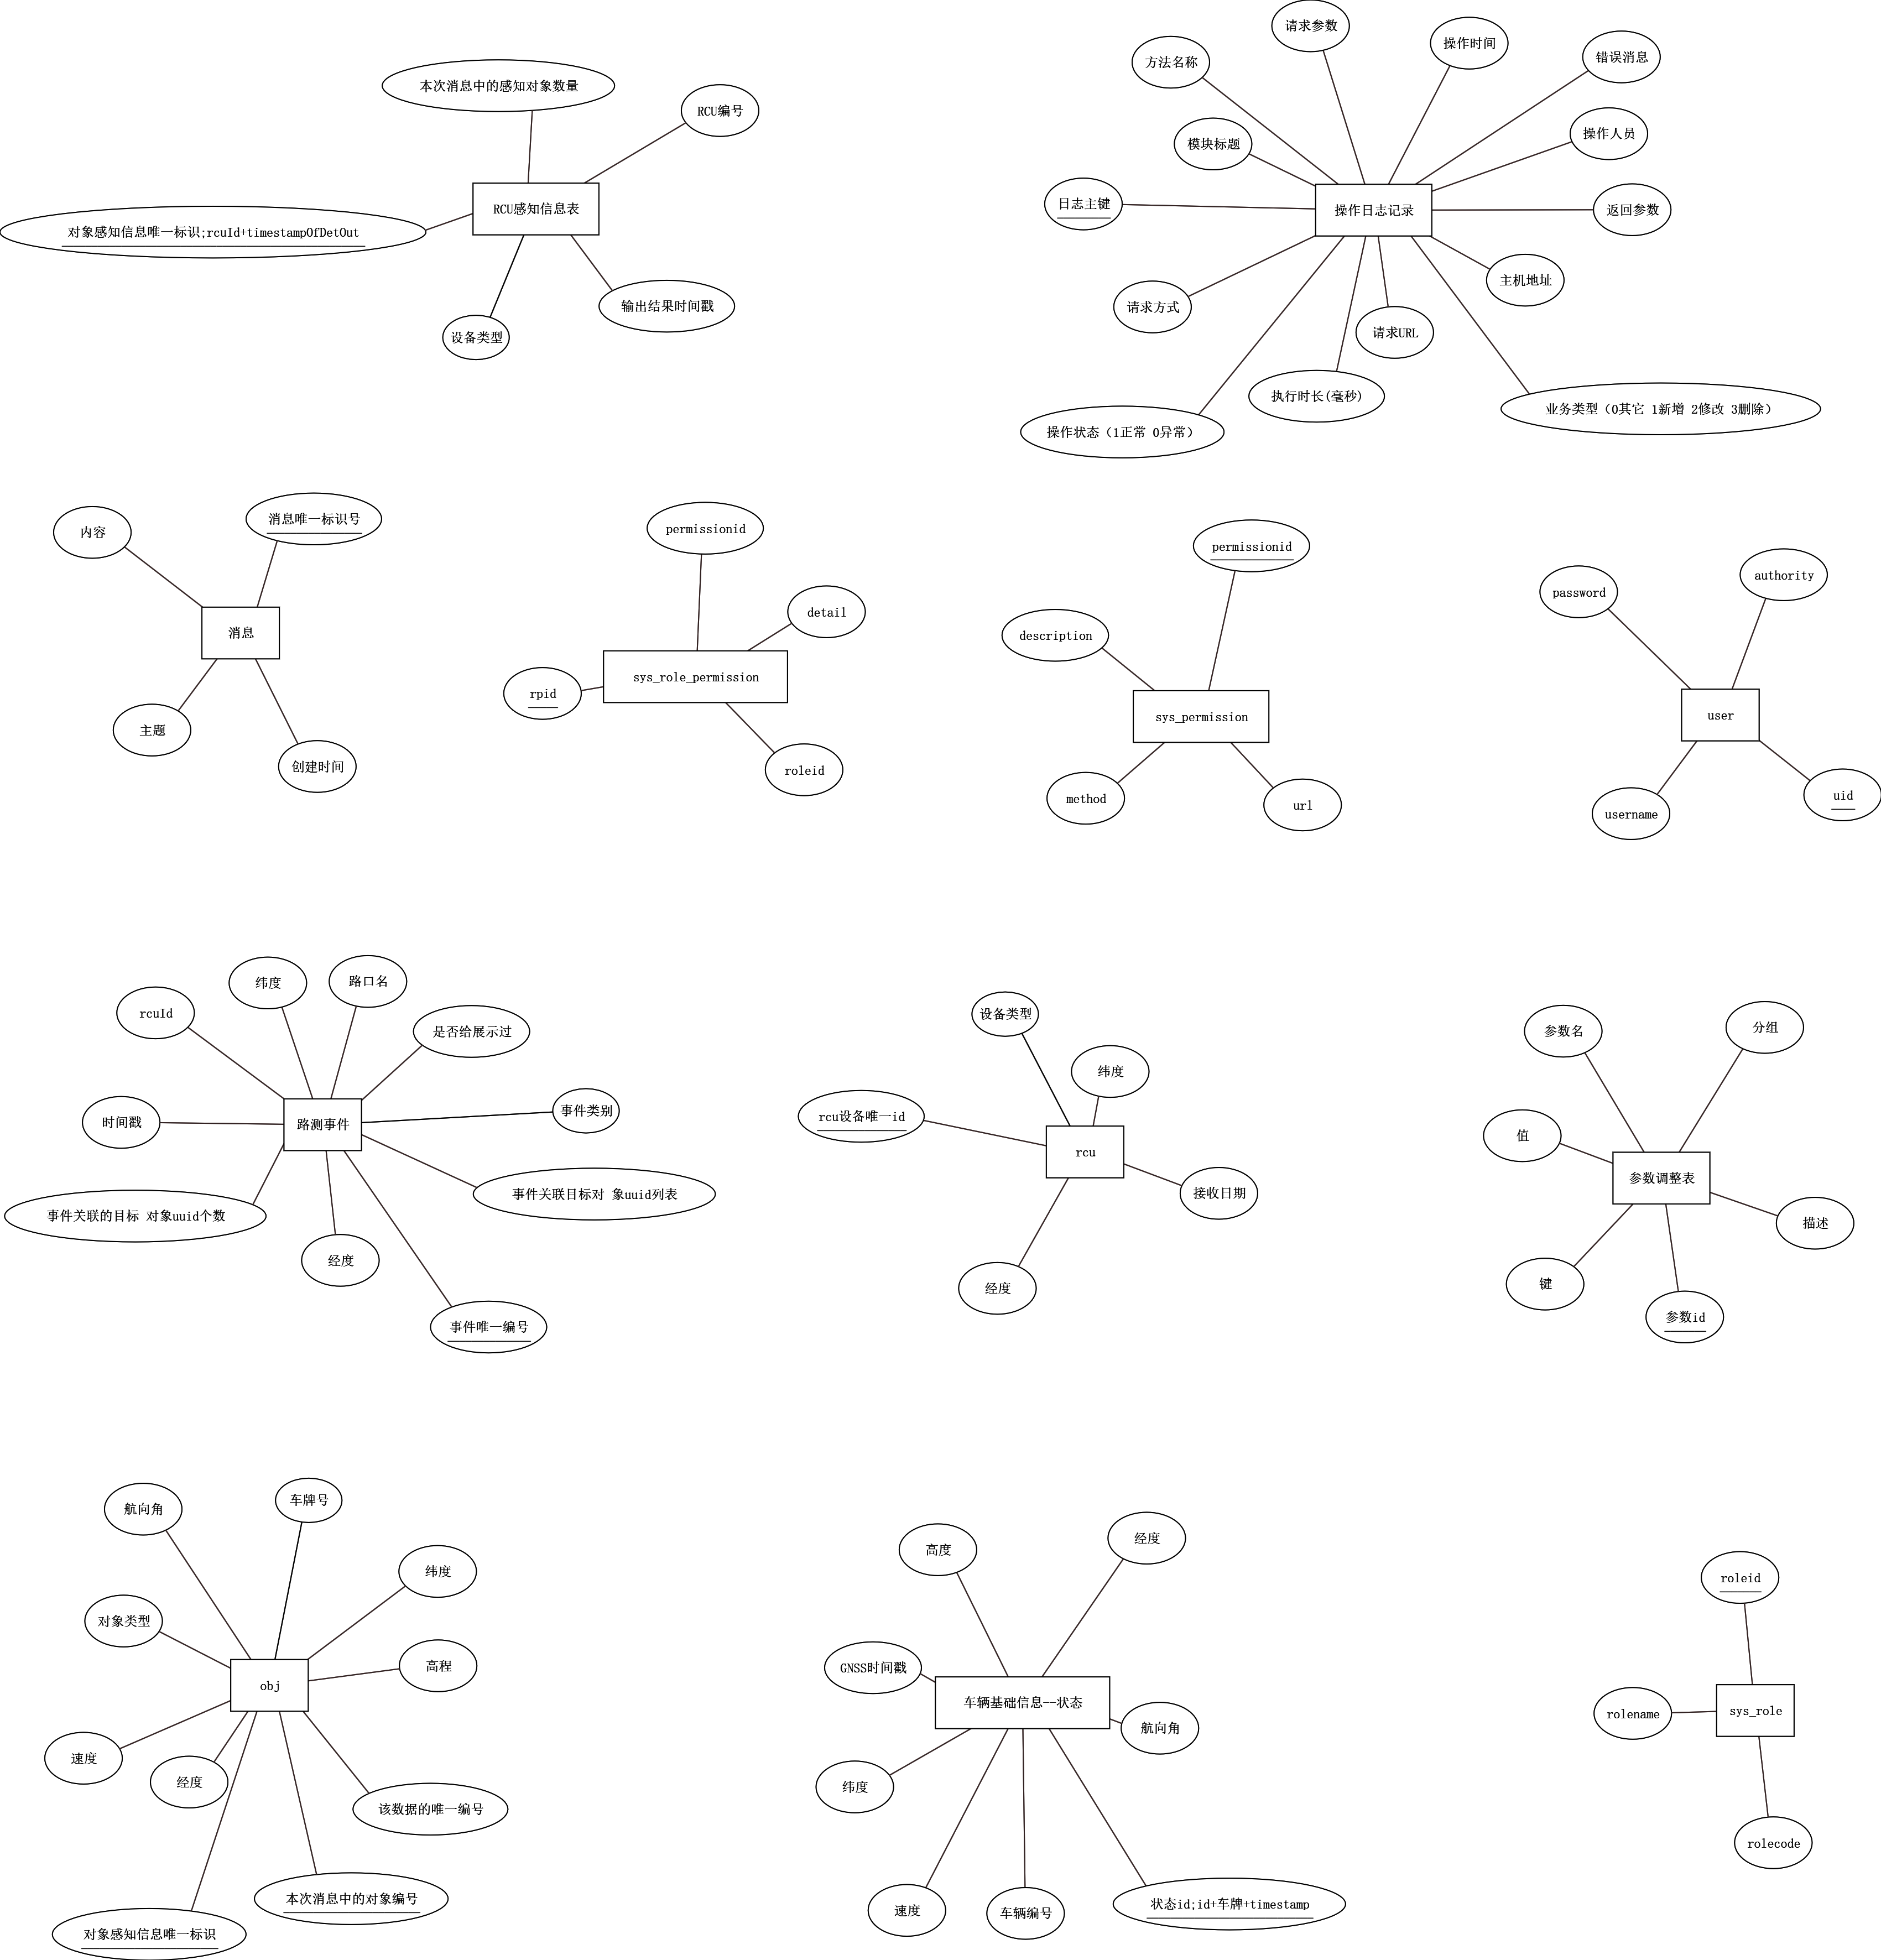 请求参数
操作时间
错误消息
方法名称
本次消息中的感知对象数量
RCU编号
操作人员
模块标题
日志主键
RCU感知信息表
操作日志记录
返回参数
对象感知信息唯一标识;rcuId+timestampOfDetOut
主机地址
输出结果时间戳
请求方式
请求URL
设备类型
执行时长(毫秒)
业务类型（0其它 1新增 2修改 3删除）
操作状态（1正常 0异常）
消息唯一标识号
内容
permissionid
permissionid
authority
password
detail
消息
description
sys_role_permission
rpid
user
sys_permission
主题
创建时间
roleid
method
url
uid
username
路口名
纬度
rcuId
设备类型
分组
参数名
是否给展示过
纬度
事件类别
rcu设备唯一id
时间戳
路测事件
值
rcu
参数调整表
事件关联目标对 象uuid列表
接收日期
事件关联的目标 对象uuid个数
描述
经度
键
经度
参数id
事件唯一编号
车牌号
航向角
经度
高度
纬度
roleid
对象类型
高程
GNSS时间戳
obj
车辆基础信息--状态
sys_role
rolename
航向角
速度
经度
纬度
该数据的唯一编号
rolecode
本次消息中的对象编号
状态id;id+车牌+timestamp
速度
车辆编号
对象感知信息唯一标识